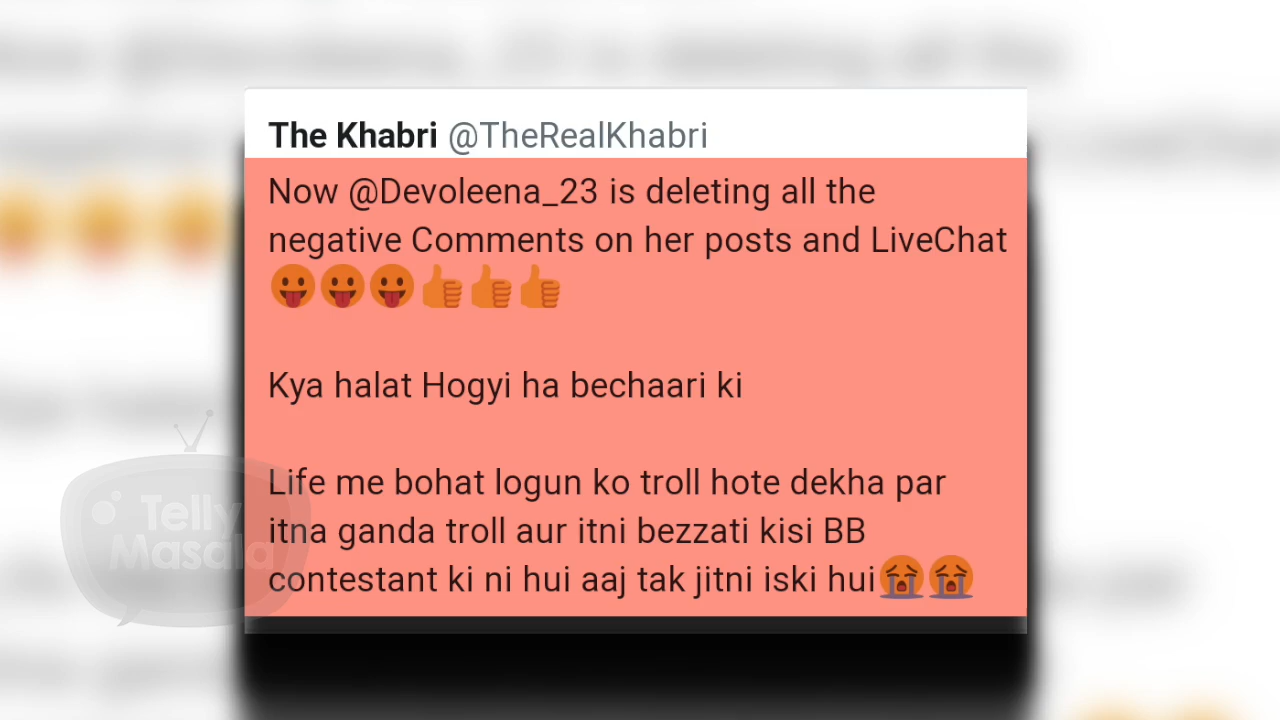 The Khabri @TheRealKhabri
Now @Devoleena_23 is deleting all the
negative Comments on her posts and LiveChat
😛😛😛👍👍👍
Kya halat Hogyi ha bechaari ki
Life me bohat logun ko troll hote dekha par
itna ganda troll aur itni bezzati kisi BB
contestant ki ni hui aaj tak jitni iski hui😭😭
Telly
Masala